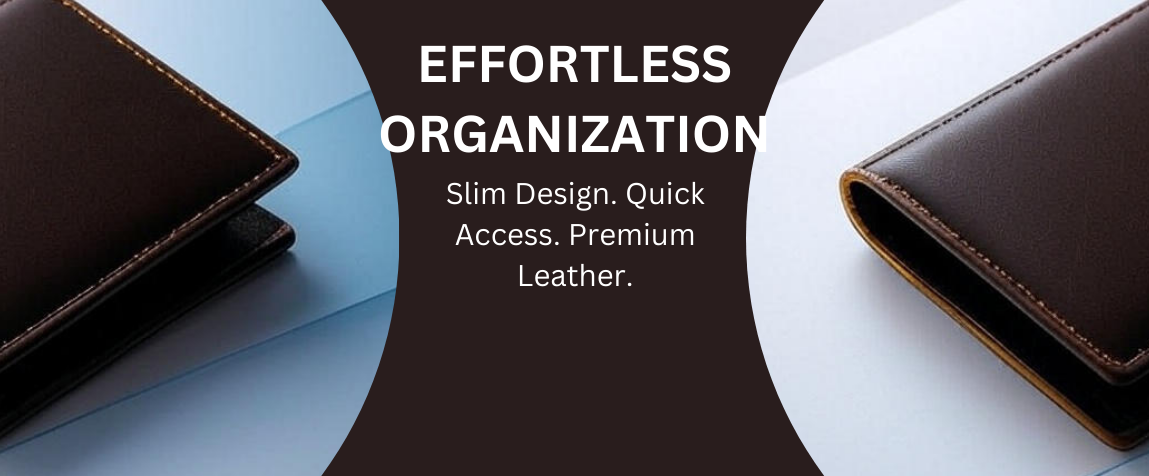 EFFORTLESS
ORGANIZATION
Slim Design. Quick
Access. Premium
Leather.